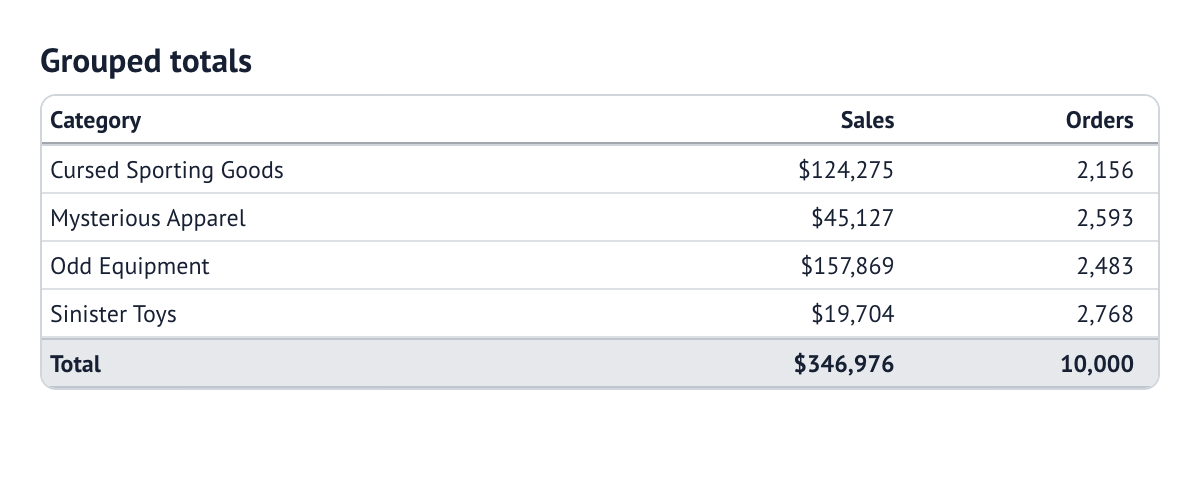 Grouped totals
Category Sales Orders
Cursed Sporting Goods $124,275 2,156
Mysterious Apparel $45,127 2,593
Odd Equipment $157,869 2,483
Sinister Toys $19,704 2,768
Total $346,976 10,000